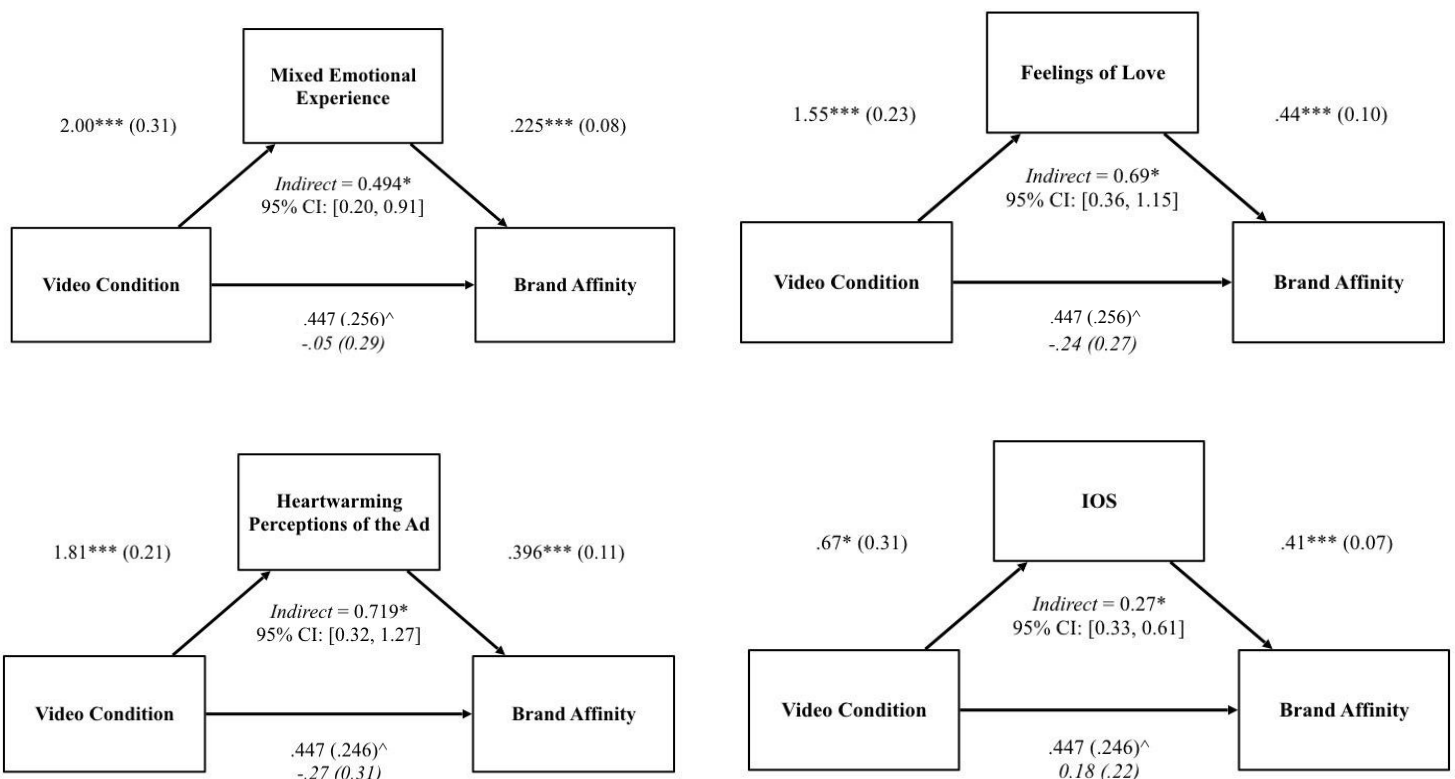 Mixed Emotional
Experience
2.00*** (0.31)
.225*** (0.08)
Indirect = 0.494*
95% CI: [0.20, 0.91]
Video Condition
Brand Affinity
.447 (.256)^
-.05 (0.29)
Feelings of Love
1.55*** (0.23)
.44*** (0.10)
Indirect = 0.69*
95% CI: [0.36, 1.15]
Video Condition
Brand Affinity
.447 (.256)^
-.24 (0.27)
Heartwarming
Perceptions of the Ad
1.81*** (0.21)
.396*** (0.11)
Indirect = 0.719*
95% CI: [0.32, 1.27]
Video Condition
Brand Affinity
.447 (.246)^
-.27 (0.31)
IOS
.67* (0.31)
.41*** (0.07)
Indirect = 0.27*
95% CI: [0.33, 0.61]
Video Condition
Brand Affinity
.447 (.246)^
0.18 (.22)